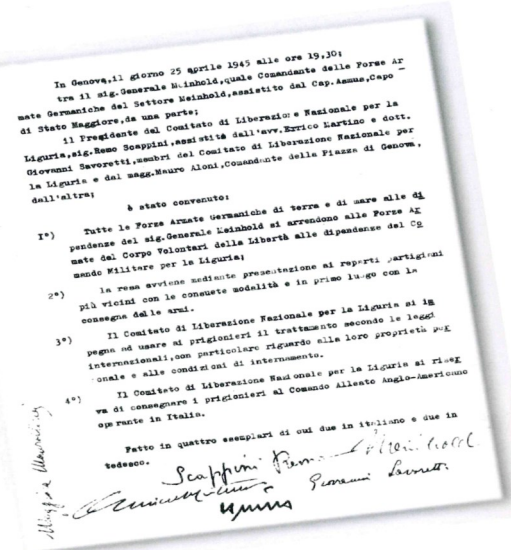 In Genova,il giorno 25 aprile 1945 alle ore 19,30;
tra il sig.Generale Meinhold,quale Comandante delle Forze Ar
mate Germaniche del Settore Meinhold,assistito dal Cap.Asmus,Capo
di Stato Maggiore,da una parte;
il Presidente del Comitato di Liberazione Nazionale per la
Liguria,sig.Remo Scappini,assistito dall'avv.Errico Martino e dott.
Giovanni Savoretti,membri del Comitato di Liberazione Nazionale per
la Liguria e dal magg.Mauro Aloni,Comandante della Piazza di Genova,
dall'altra;
è stato convenuto:
I°) Tutte le Forze Armate Germaniche di terra e di mare alle di
pendenze del sig.Generale Meinhold si arrendono alle Forze Ar
mate del Corpo Volontari della Libertà alle dipendenze del Co
mando Militare per la Liguria;
2°) la resa avviene mediante presentazione ai reparti partigiani
più vicini con le consuete modalità e in primo luogo con la
consegna delle armi.
3°) Il Comitato di Liberazione Nazionale per la Liguria si im
pegna ad usare ai prigionieri il trattamento secondo le leggi
internazionali,con particolare riguardo alla loro proprietà per
sonale e alle condizioni di internamento.
4°) Il Comitato di Liberazione Nazionale per la Liguria si riser
va di consegnare i prigionieri al Comando Alleato Anglo-Americano
operante in Italia.
Fatto in quattro esemplari di cui due in italiano e due in
tedesco.
Scappini Remo Meinhold
Giovanni Savoretti